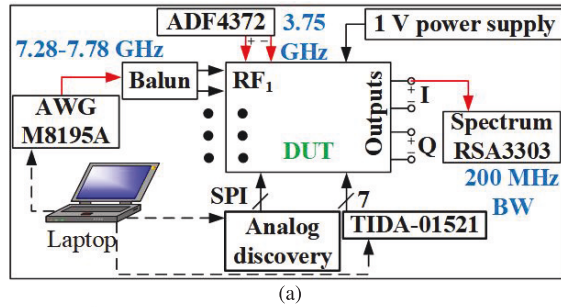 ADF4372
3.75
GHz
+ −
1 V power supply
7.28-7.78 GHz
Balun
AWG
M8195A
RF1
DUT
Outputs
+
−
I
+
−
Q
Spectrum
RSA3303
200 MHz
BW
Laptop
SPI
7
Analog
discovery
TIDA-01521
(a)